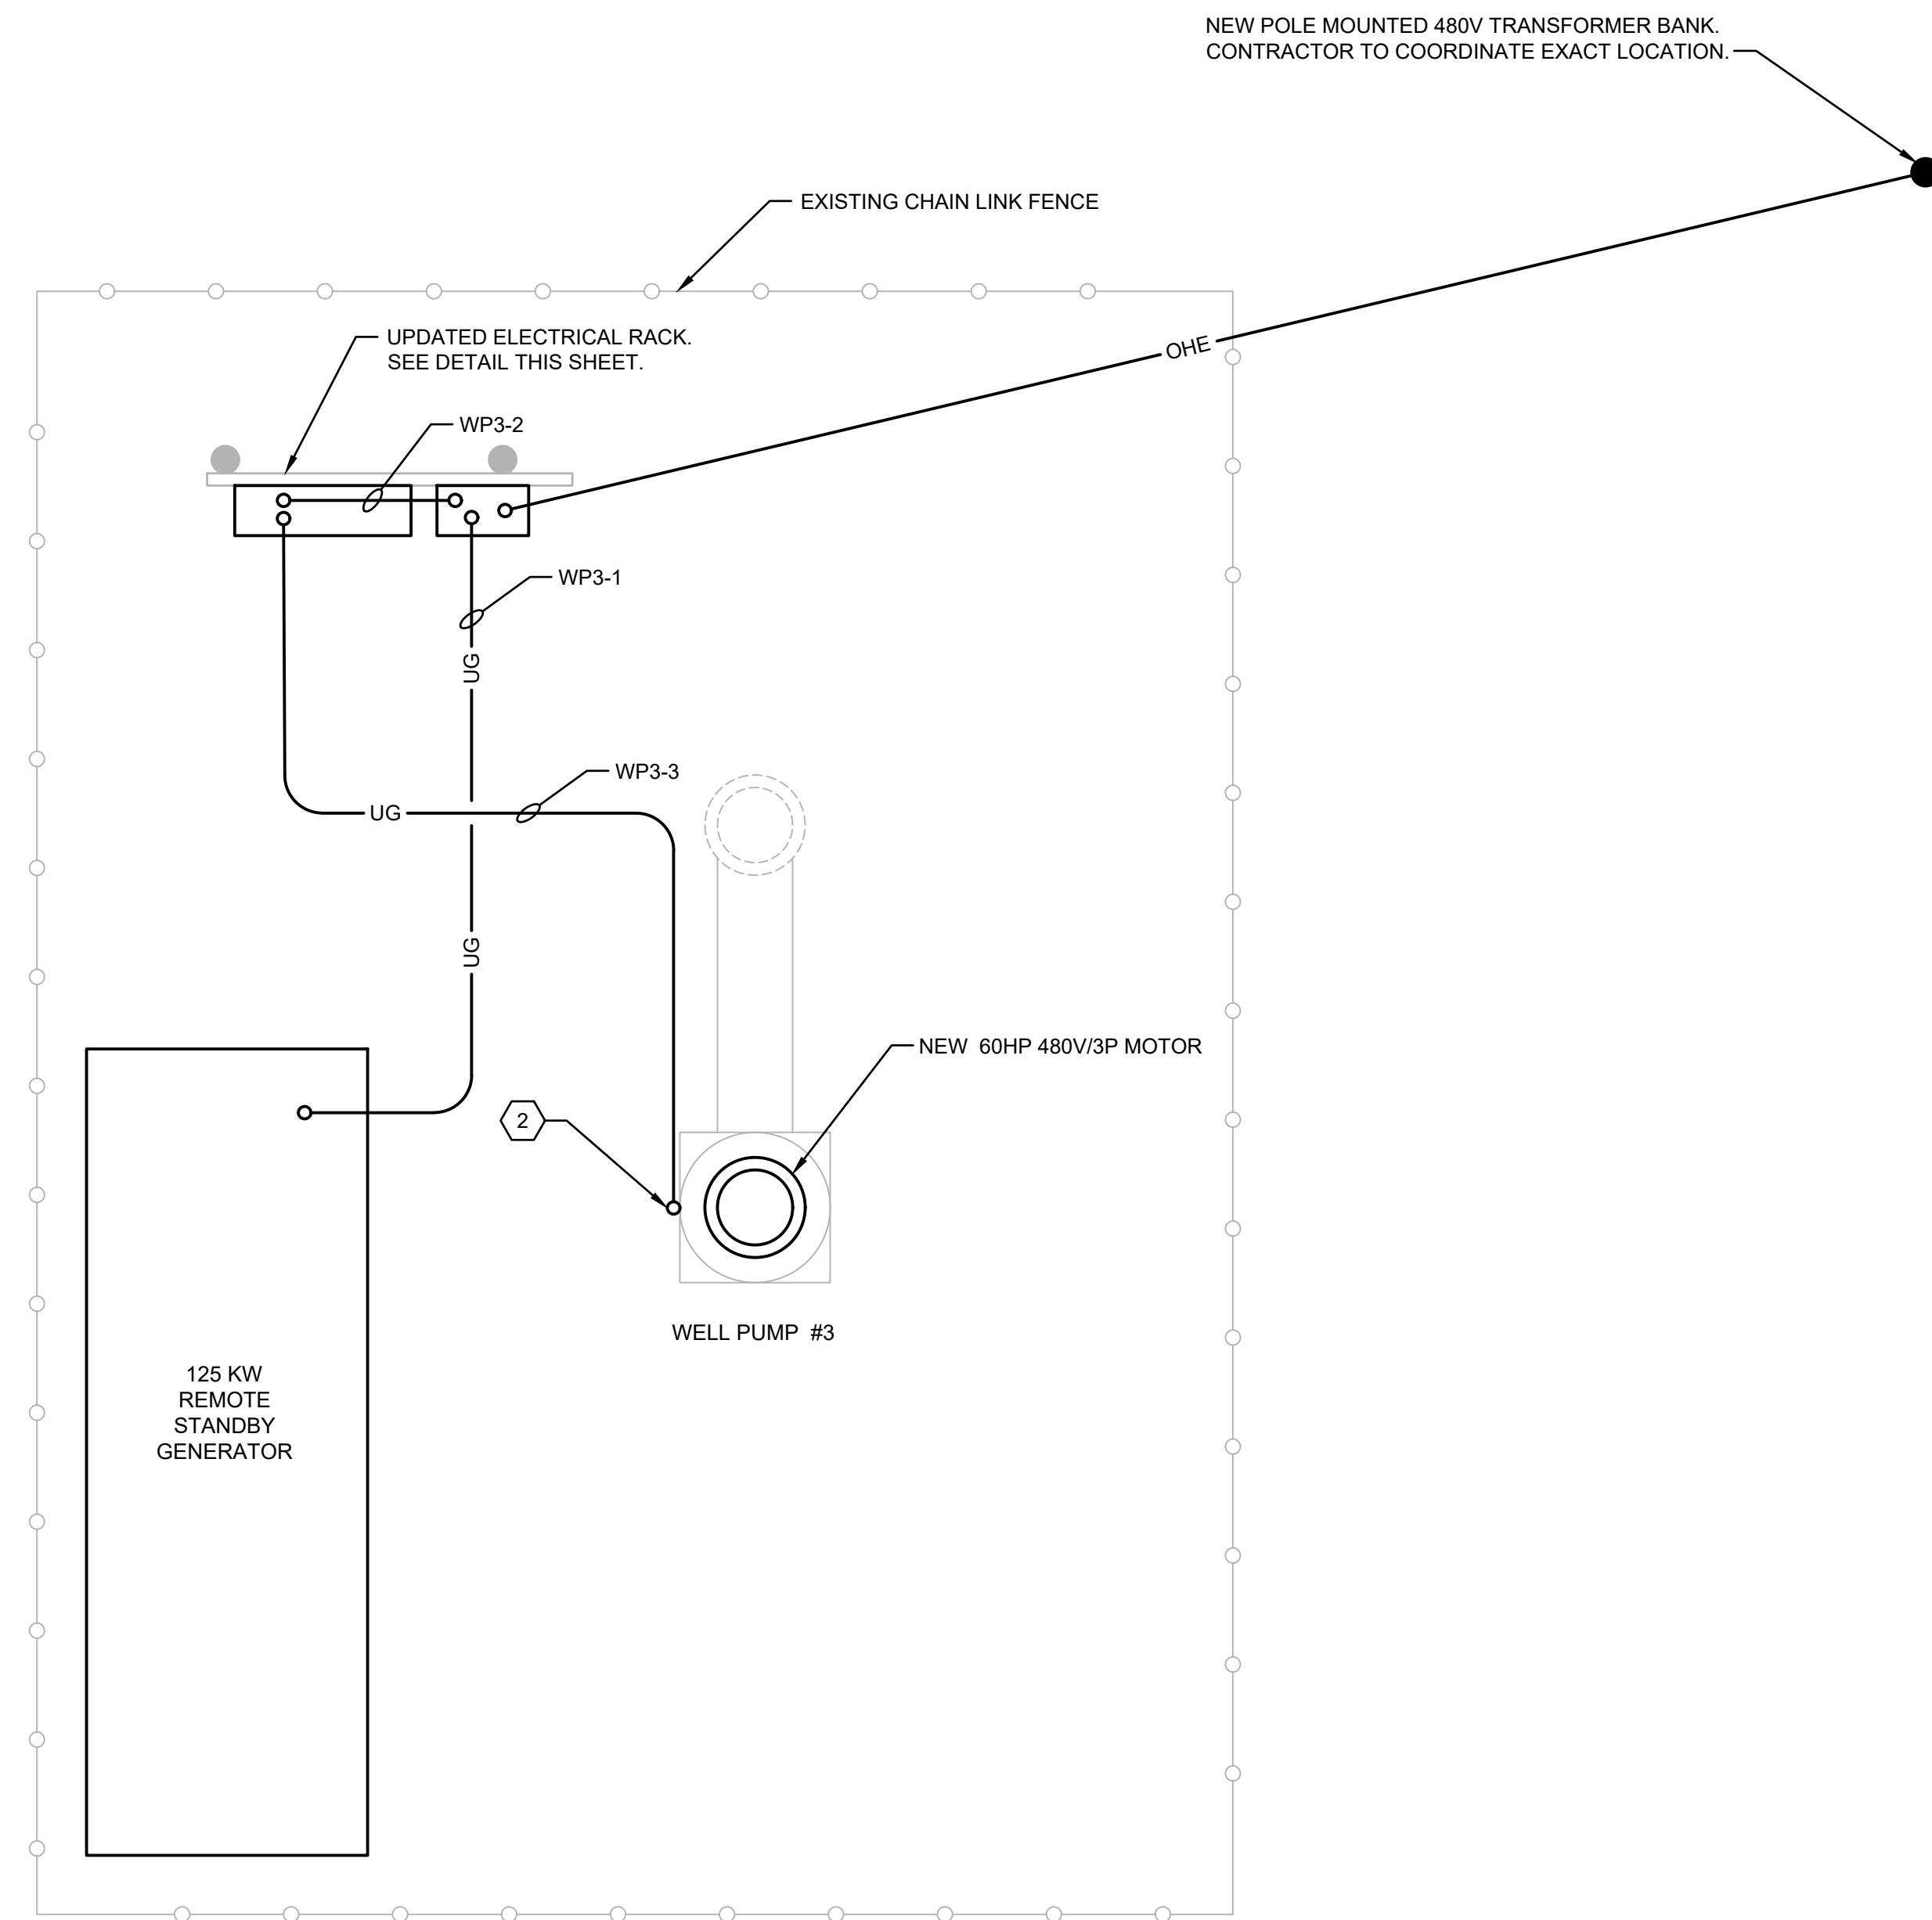 NEW POLE MOUNTED 480V TRANSFORMER BANK.
CONTRACTOR TO COORDINATE EXACT LOCATION.
EXISTING CHAIN LINK FENCE
OHE
UPDATED ELECTRICAL RACK.
SEE DETAIL THIS SHEET.
WP3-2
WP3-1
UG
WP3-3
UG
UG
NEW 60HP 480V/3P MOTOR
2
WELL PUMP #3
125 KW
REMOTE
STANDBY
GENERATOR